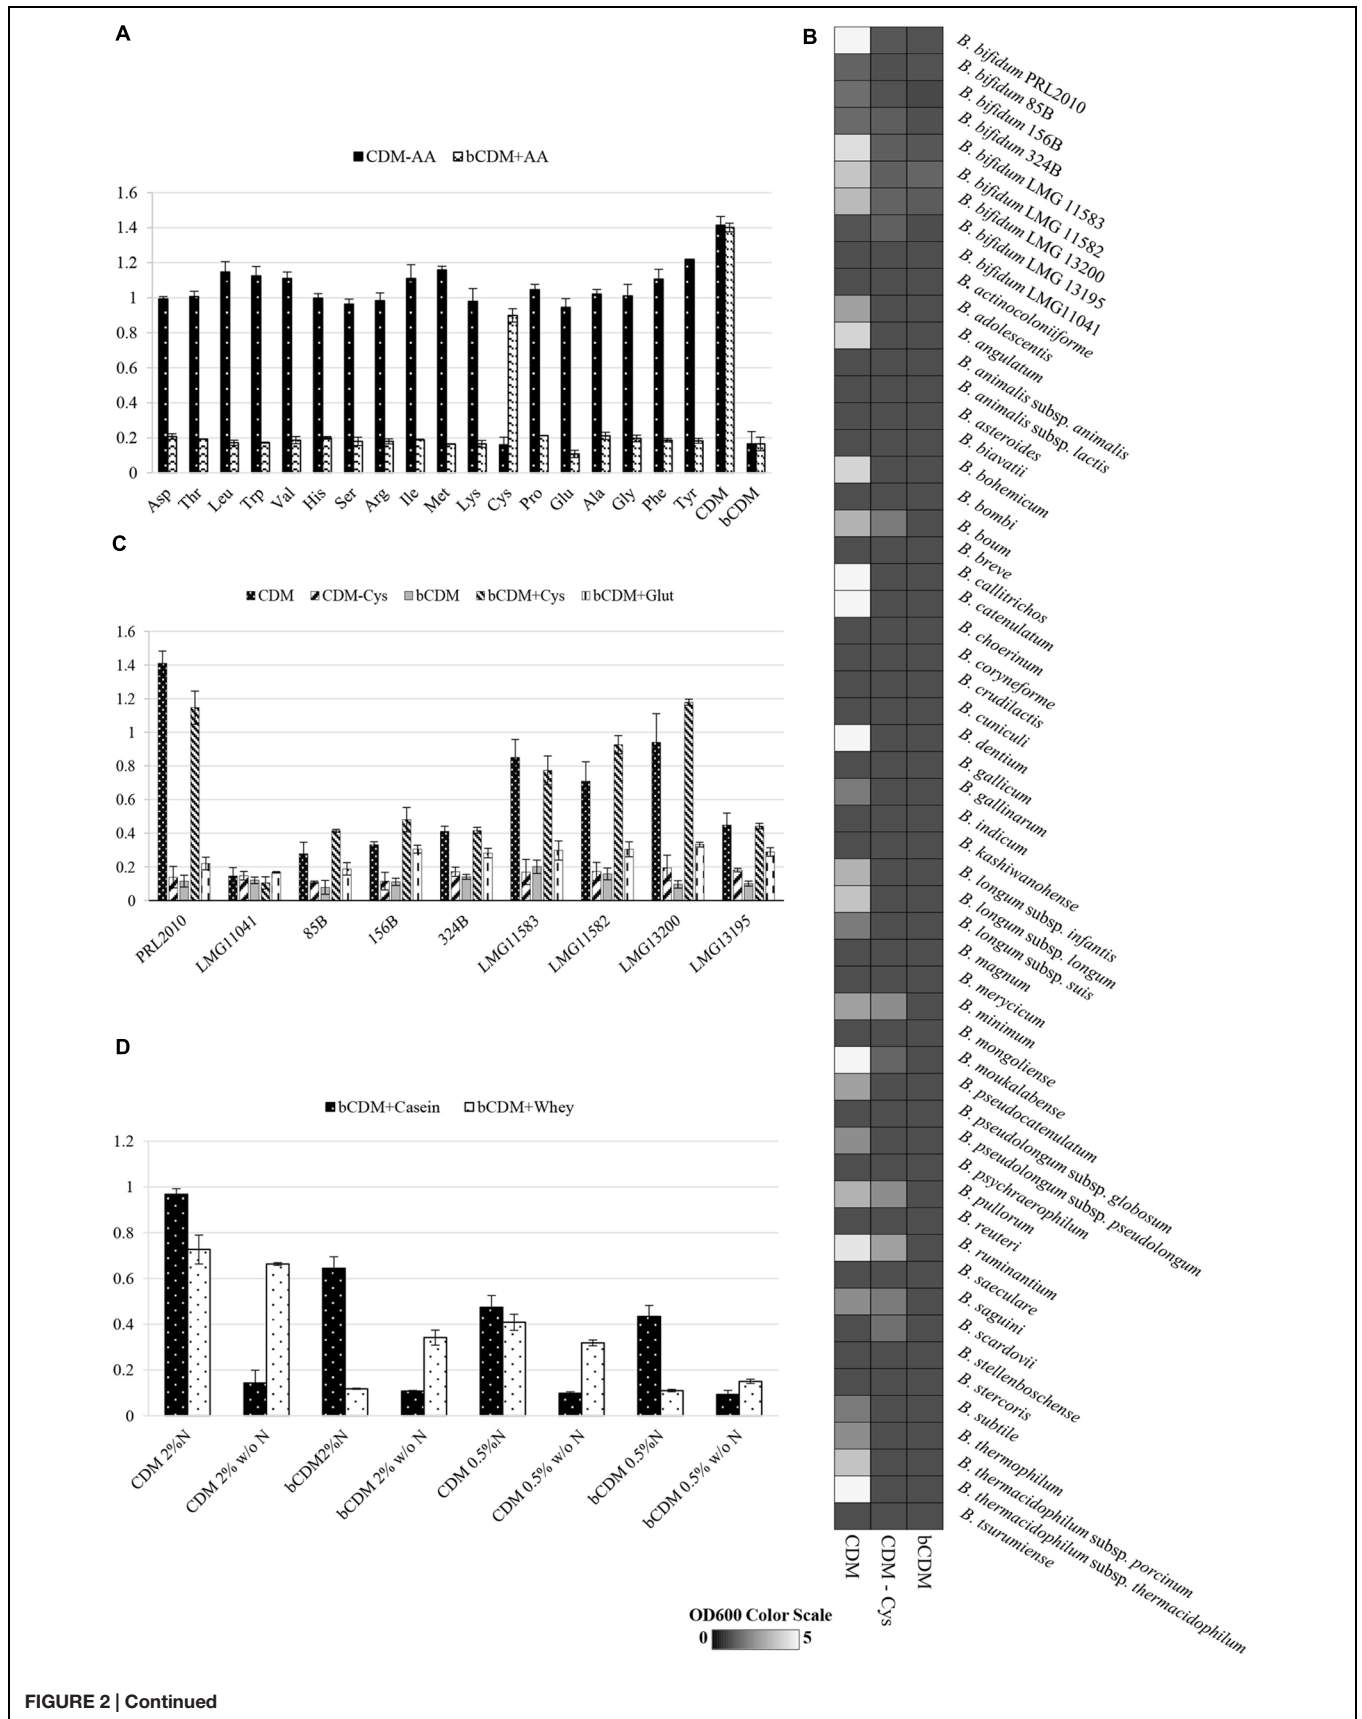 A
CDM-AA bCDM+AA
1.6
1.4
1.2
1
0.8
0.6
0.4
0.2
0
Asp Thr Leu Trp Val His Ser Arg Ile Met Lys Cys Pro Glu Ala Gly Phe Tyr CDM bCDM
B
B. bifidum PRL2010
B. bifidum 85B
B. bifidum 156B
B. bifidum 324B
B. bifidum LMG 11583
B. bifidum LMG 11582
B. bifidum LMG 13200
B. bifidum LMG 13195
B. bifidum LMG11041
B. actinocoloniiforme
B. adolescentis
B. angulatum
B. animalis subsp. animalis
B. animalis subsp. lactis
B. asteroides
B. biavatii
B. bohemicum
B. bombi
B. boum
B. breve
B. callitrichos
B. catenulatum
B. choerinum
B. coryneforme
B. crudilactis
B. cuniculi
B. dentium
B. gallicum
B. gallinarum
B. indicum
B. kashiwanohense
B. longum subsp. infantis
B. longum subsp. longum
B. longum subsp. suis
B. magnum
B. merycicum
B. minimum
B. mongoliense
B. moukalabense
B. pseudocatenulatum
B. pseudolongum subsp. globosum
B. pseudolongum subsp. pseudolongum
B. psychraerophilum
B. pullorum
B. reuteri
B. ruminantium
B. saeculare
B. saguini
B. scardovii
B. stellenboschense
B. stercoris
B. subtile
B. thermophilum
B. thermacidophilum subsp. porcinum
B. thermacidophilum subsp. thermacidophilum
B. tsurumiense
CDM
CDM - Cys
bCDM
OD600 Color Scale
0 5
C
CDM CDM-Cys bCDM bCDM+Cys bCDM+Glut
1.6
1.4
1.2
1
0.8
0.6
0.4
0.2
0
PRL2010 LMG11041 85B 156B 324B LMG11583 LMG11582 LMG13200 LMG13195
D
bCDM+Casein bCDM+Whey
1.2
1
0.8
0.6
0.4
0.2
0
CDM 2%N CDM 2% w/o N bCDM2%N bCDM 2% w/o N CDM 0.5%N CDM 0.5% w/o N bCDM 0.5%N bCDM 0.5% w/o N
FIGURE 2 | Continued